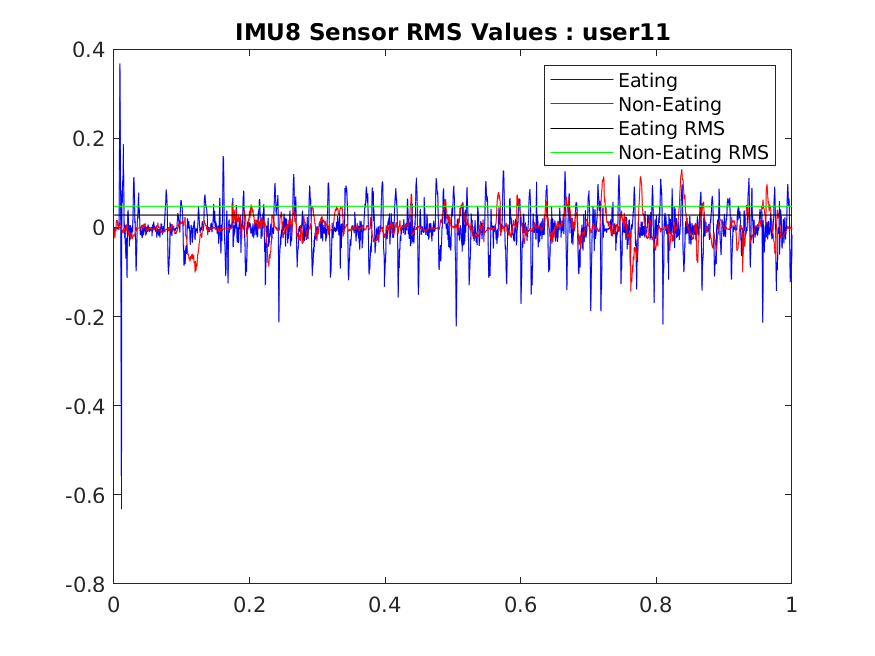 IMU8 Sensor RMS Values : user11
Eating
Non-Eating
Eating RMS
Non-Eating RMS
0.4
0.2
0
-0.2
-0.4
-0.6
-0.8
0 0.2 0.4 0.6 0.8 1